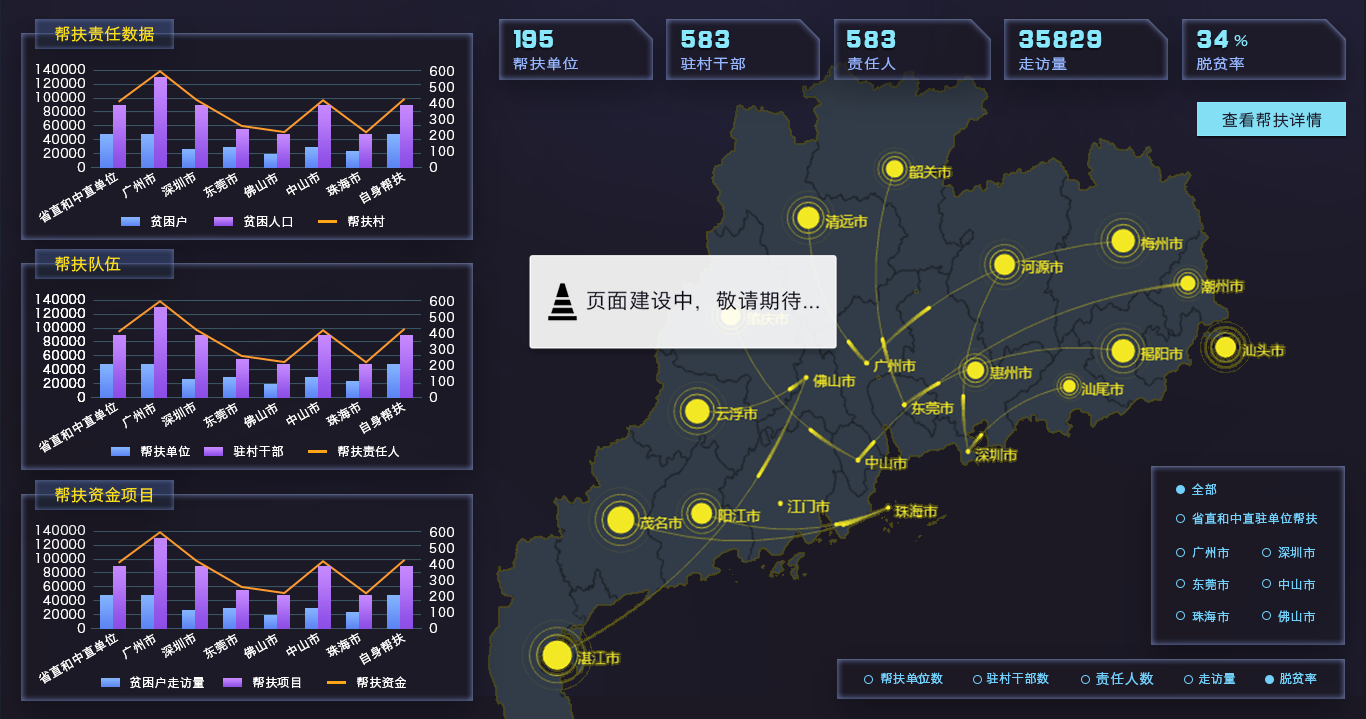 帮扶责任数据
140000
120000
100000
80000
60000
40000
20000
0
600
500
400
300
200
100
0
省直和中直单位
广州市
深圳市
东莞市
佛山市
中山市
珠海市
自身帮扶
贫困户 贫困人口 帮扶村
帮扶队伍
140000
120000
100000
80000
60000
40000
20000
0
600
500
400
300
200
100
0
省直和中直单位
广州市
深圳市
东莞市
佛山市
中山市
珠海市
自身帮扶
帮扶单位 驻村干部 帮扶责任人
帮扶资金项目
140000
120000
100000
80000
60000
40000
20000
0
600
500
400
300
200
100
0
省直和中直单位
广州市
深圳市
东莞市
佛山市
中山市
珠海市
自身帮扶
贫困户走访量 帮扶项目 帮扶资金
195
帮扶单位
583
驻村干部
583
责任人
35829
走访量
34 %
脱贫率
查看帮扶详情
韶关市
清远市
梅州市
河源市
潮州市
页面建设中，敬请期待...
肇庆市
汕头市
揭阳市
广州市
惠州市
佛山市
汕尾市
东莞市
云浮市
深圳市
中山市
江门市
珠海市
阳江市
茂名市
湛江市
全部
省直和中直驻单位帮扶
广州市 深圳市
东莞市 中山市
珠海市 佛山市
帮扶单位数 驻村干部数 责任人数 走访量 脱贫率